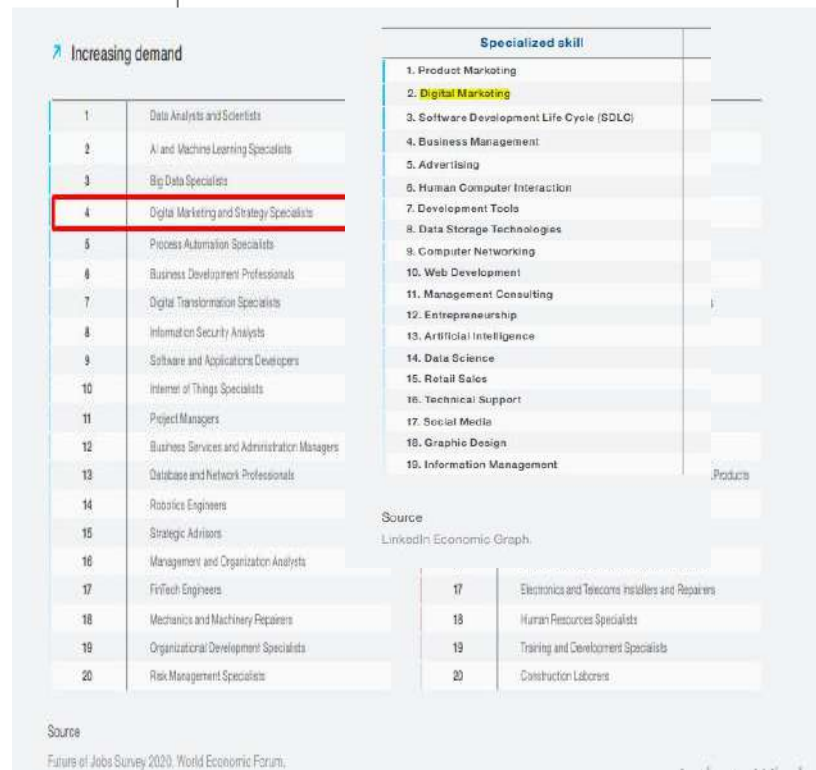 Increasing demand
1 Data Analysts and Scientists
2 AI and Machine Learning Specialists
3 Big Data Specialists
4 Digital Marketing and Strategy Specialists
5 Process Automation Specialists
6 Business Development Professionals
7 Digital Transformation Specialists
8 Information Security Analysts
9 Software and Applications Developers
10 Internet of Things Specialists
11 Project Managers
12 Business Services and Administration Managers
13 Database and Network Professionals
14 Robotics Engineers
15 Strategic Advisors
16 Management and Organization Analysts
17 FinTech Engineers
18 Mechanics and Machinery Repairers
19 Organizational Development Specialists
20 Risk Management Specialists
Specialized skill
1. Product Marketing
2. Digital Marketing
3. Software Development Life Cycle (SDLC)
4. Business Management
5. Advertising
6. Human Computer Interaction
7. Development Tools
8. Data Storage Technologies
9. Computer Networking
10. Web Development
11. Management Consulting
12. Entrepreneurship
13. Artificial Intelligence
14. Data Science
15. Retail Sales
16. Technical Support
17. Social Media
18. Graphic Design
19. Information Management
Source
LinkedIn Economic Graph.
Products
17 Electronics and Telecoms Installers and Repairers
18 Human Resources Specialists
19 Training and Development Specialists
20 Construction Laborers
Source
Future of Jobs Survey 2020, World Economic Forum.